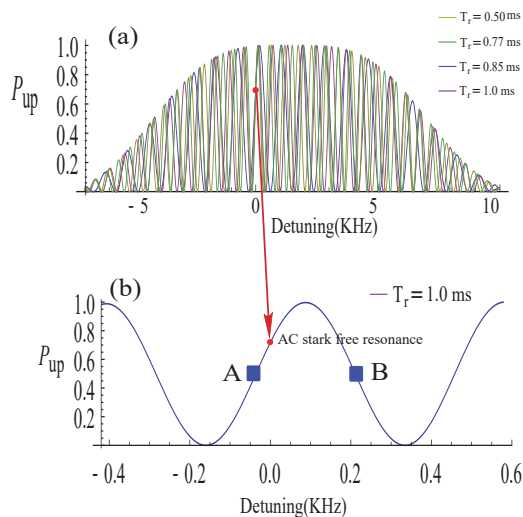 (a)
T_r = 0.50 ms
T_r = 0.77 ms
T_r = 0.85 ms
T_r = 1.0 ms
P_up
1.0
0.8
0.6
0.4
0.2
- 5 0 5 10
Detuning(KHz)
(b)
T_r = 1.0 ms
P_up
1.0
0.8
0.6
0.4
0.2
AC stark free resonance
A B
- 0.4 - 0.2 0.0 0.2 0.4 0.6
Detuning(KHz)